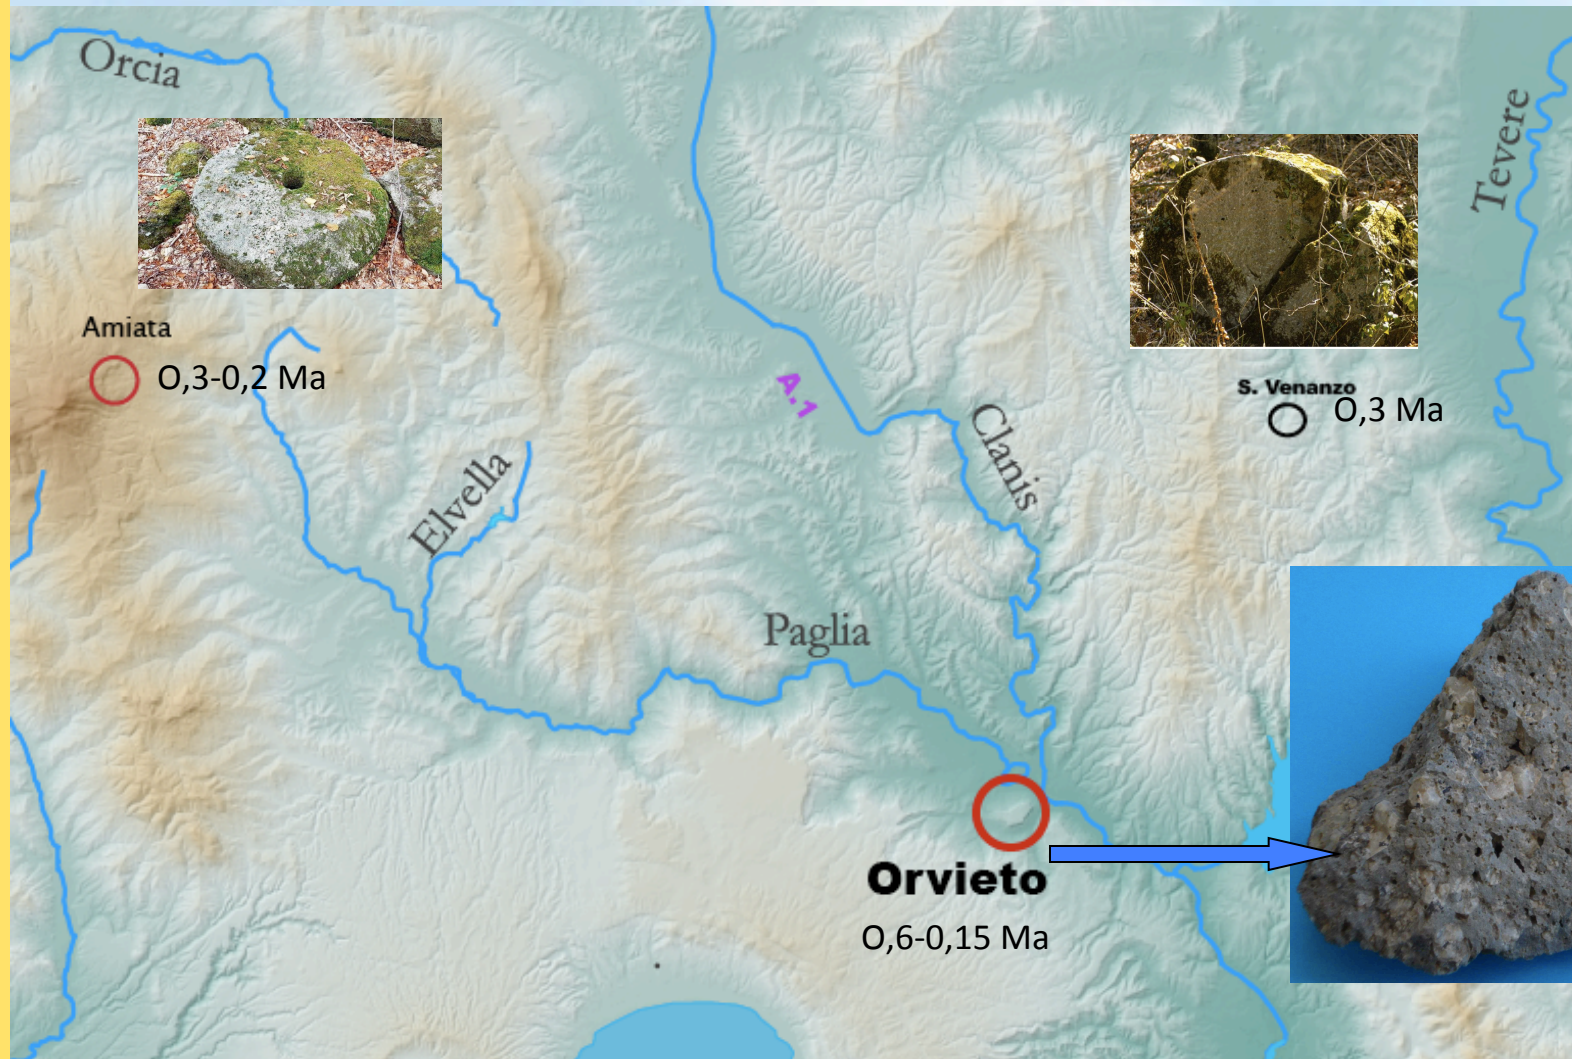 Orcia
Tevere
Amiata
O,3-0,2 Ma
A.1
S. Venanzo
O,3 Ma
Clanis
Elvella
Paglia
Orvieto
O,6-0,15 Ma